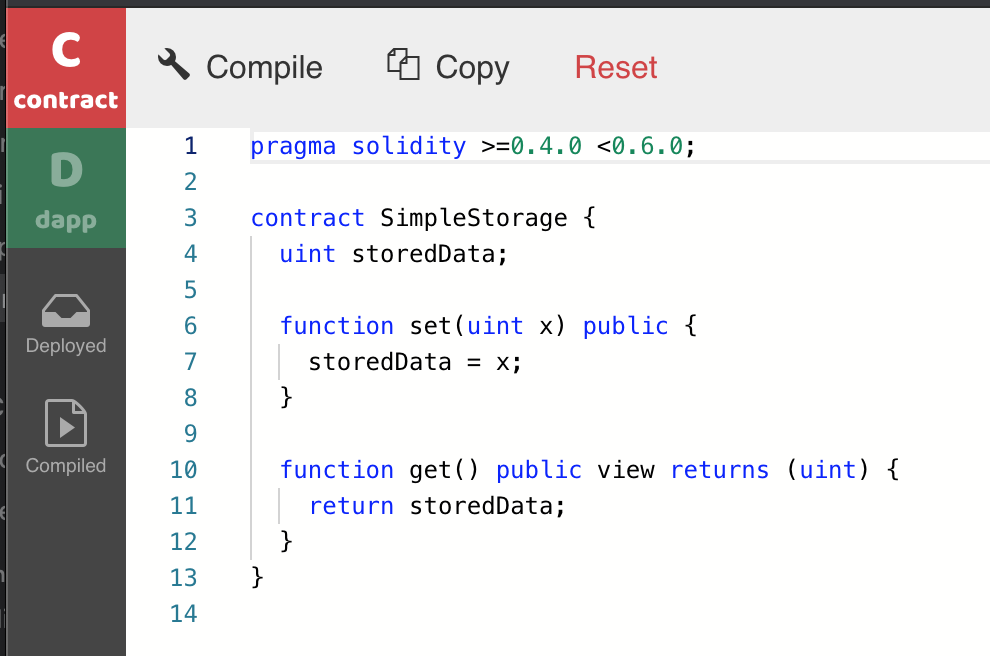 C
contract
D
dapp
Deployed
Compiled
Compile Copy Reset
1 pragma solidity >=0.4.0 <0.6.0;
2
3 contract SimpleStorage {
4 uint storedData;
5
6 function set(uint x) public {
7 storedData = x;
8 }
9
10 function get() public view returns (uint) {
11 return storedData;
12 }
13 }
14